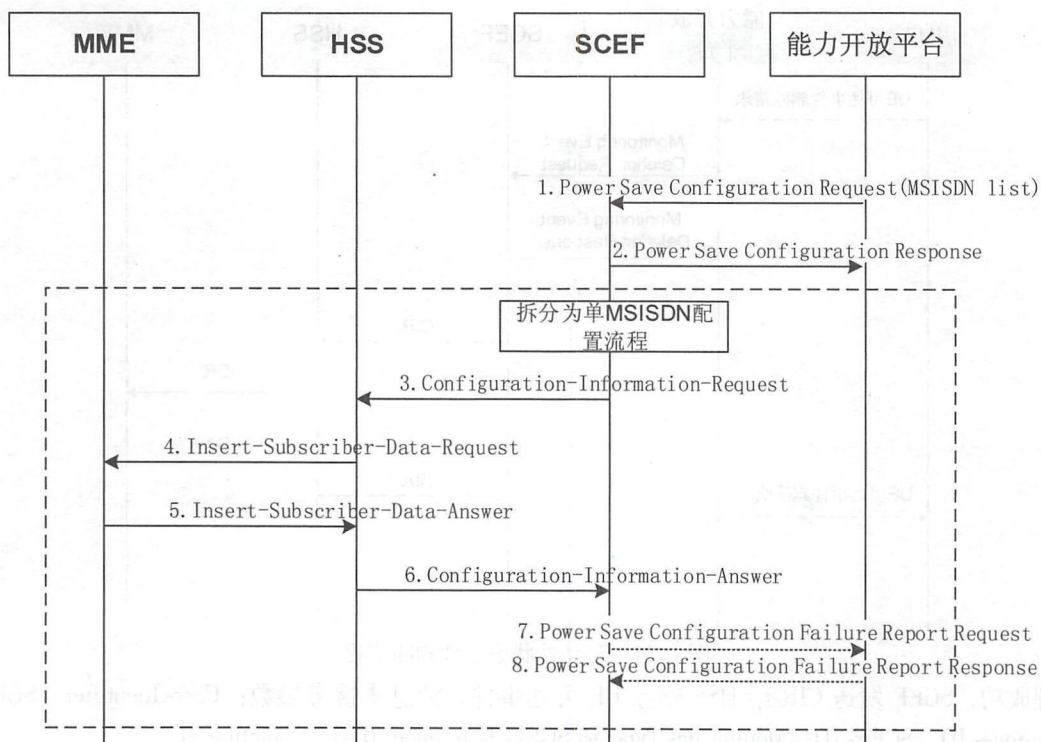 MME
HSS
SCEF
能力开放平台
1.Power Save Configuration Request(MSISDN list)
2.Power Save Configuration Response
拆分为单MSISDN配
置流程
3.Configuration-Information-Request
4.Insert-Subscriber-Data-Request
5.Insert-Subscriber-Data-Answer
6.Configuration-Information-Answer
7.Power Save Configuration Failure Report Request
8.Power Save Configuration Failure Report Response